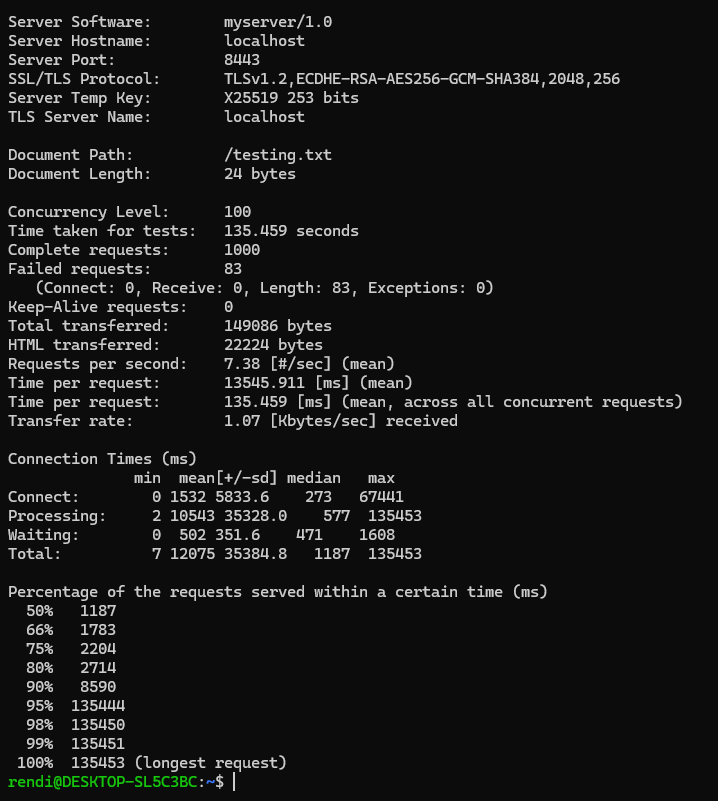 Server Software:        myserver/1.0
Server Hostname:        localhost
Server Port:            8443
SSL/TLS Protocol:       TLSv1.2,ECDHE-RSA-AES256-GCM-SHA384,2048,256
Server Temp Key:        X25519 253 bits
TLS Server Name:        localhost

Document Path:          /testing.txt
Document Length:        24 bytes

Concurrency Level:      100
Time taken for tests:   135.459 seconds
Complete requests:      1000
Failed requests:        83
   (Connect: 0, Receive: 0, Length: 83, Exceptions: 0)
Keep-Alive requests:    0
Total transferred:      149086 bytes
HTML transferred:       22224 bytes
Requests per second:    7.38 [#/sec] (mean)
Time per request:       13545.911 [ms] (mean)
Time per request:       135.459 [ms] (mean, across all concurrent requests)
Transfer rate:          1.07 [Kbytes/sec] received

Connection Times (ms)
              min  mean[+/-sd] median   max
Connect:        0 1532 5833.6    273   67441
Processing:     2 10543 35328.0    577  135453
Waiting:        0  502 351.6   471    1608
Total:          7 12075 35384.8   1187  135453

Percentage of the requests served within a certain time (ms)
  50%   1187
  66%   1783
  75%   2204
  80%   2714
  90%   8590
  95%  135444
  98%  135450
  99%  135451
 100%  135453 (longest request)
rendi@DESKTOP-SL5C3BC:~$